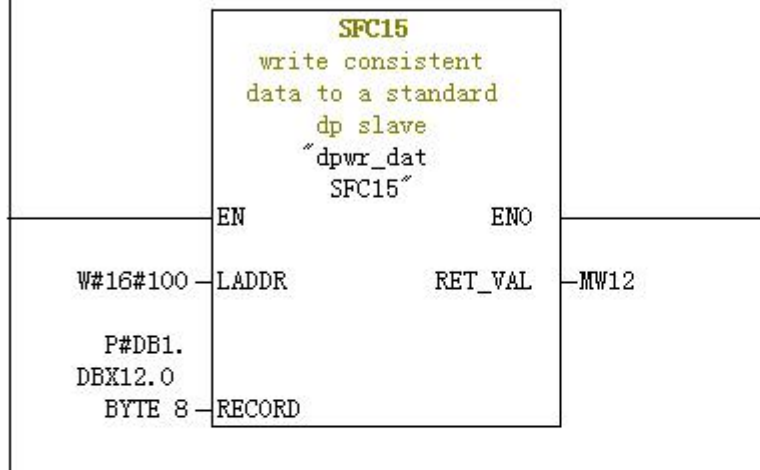 SFC15
write consistent
data to a standard
dp slave
"dpwr_dat
SFC15"
EN
ENO
W#16#100
LADDR
RET_VAL
MW12
P#DB1.
DBX12.0
BYTE 8
RECORD